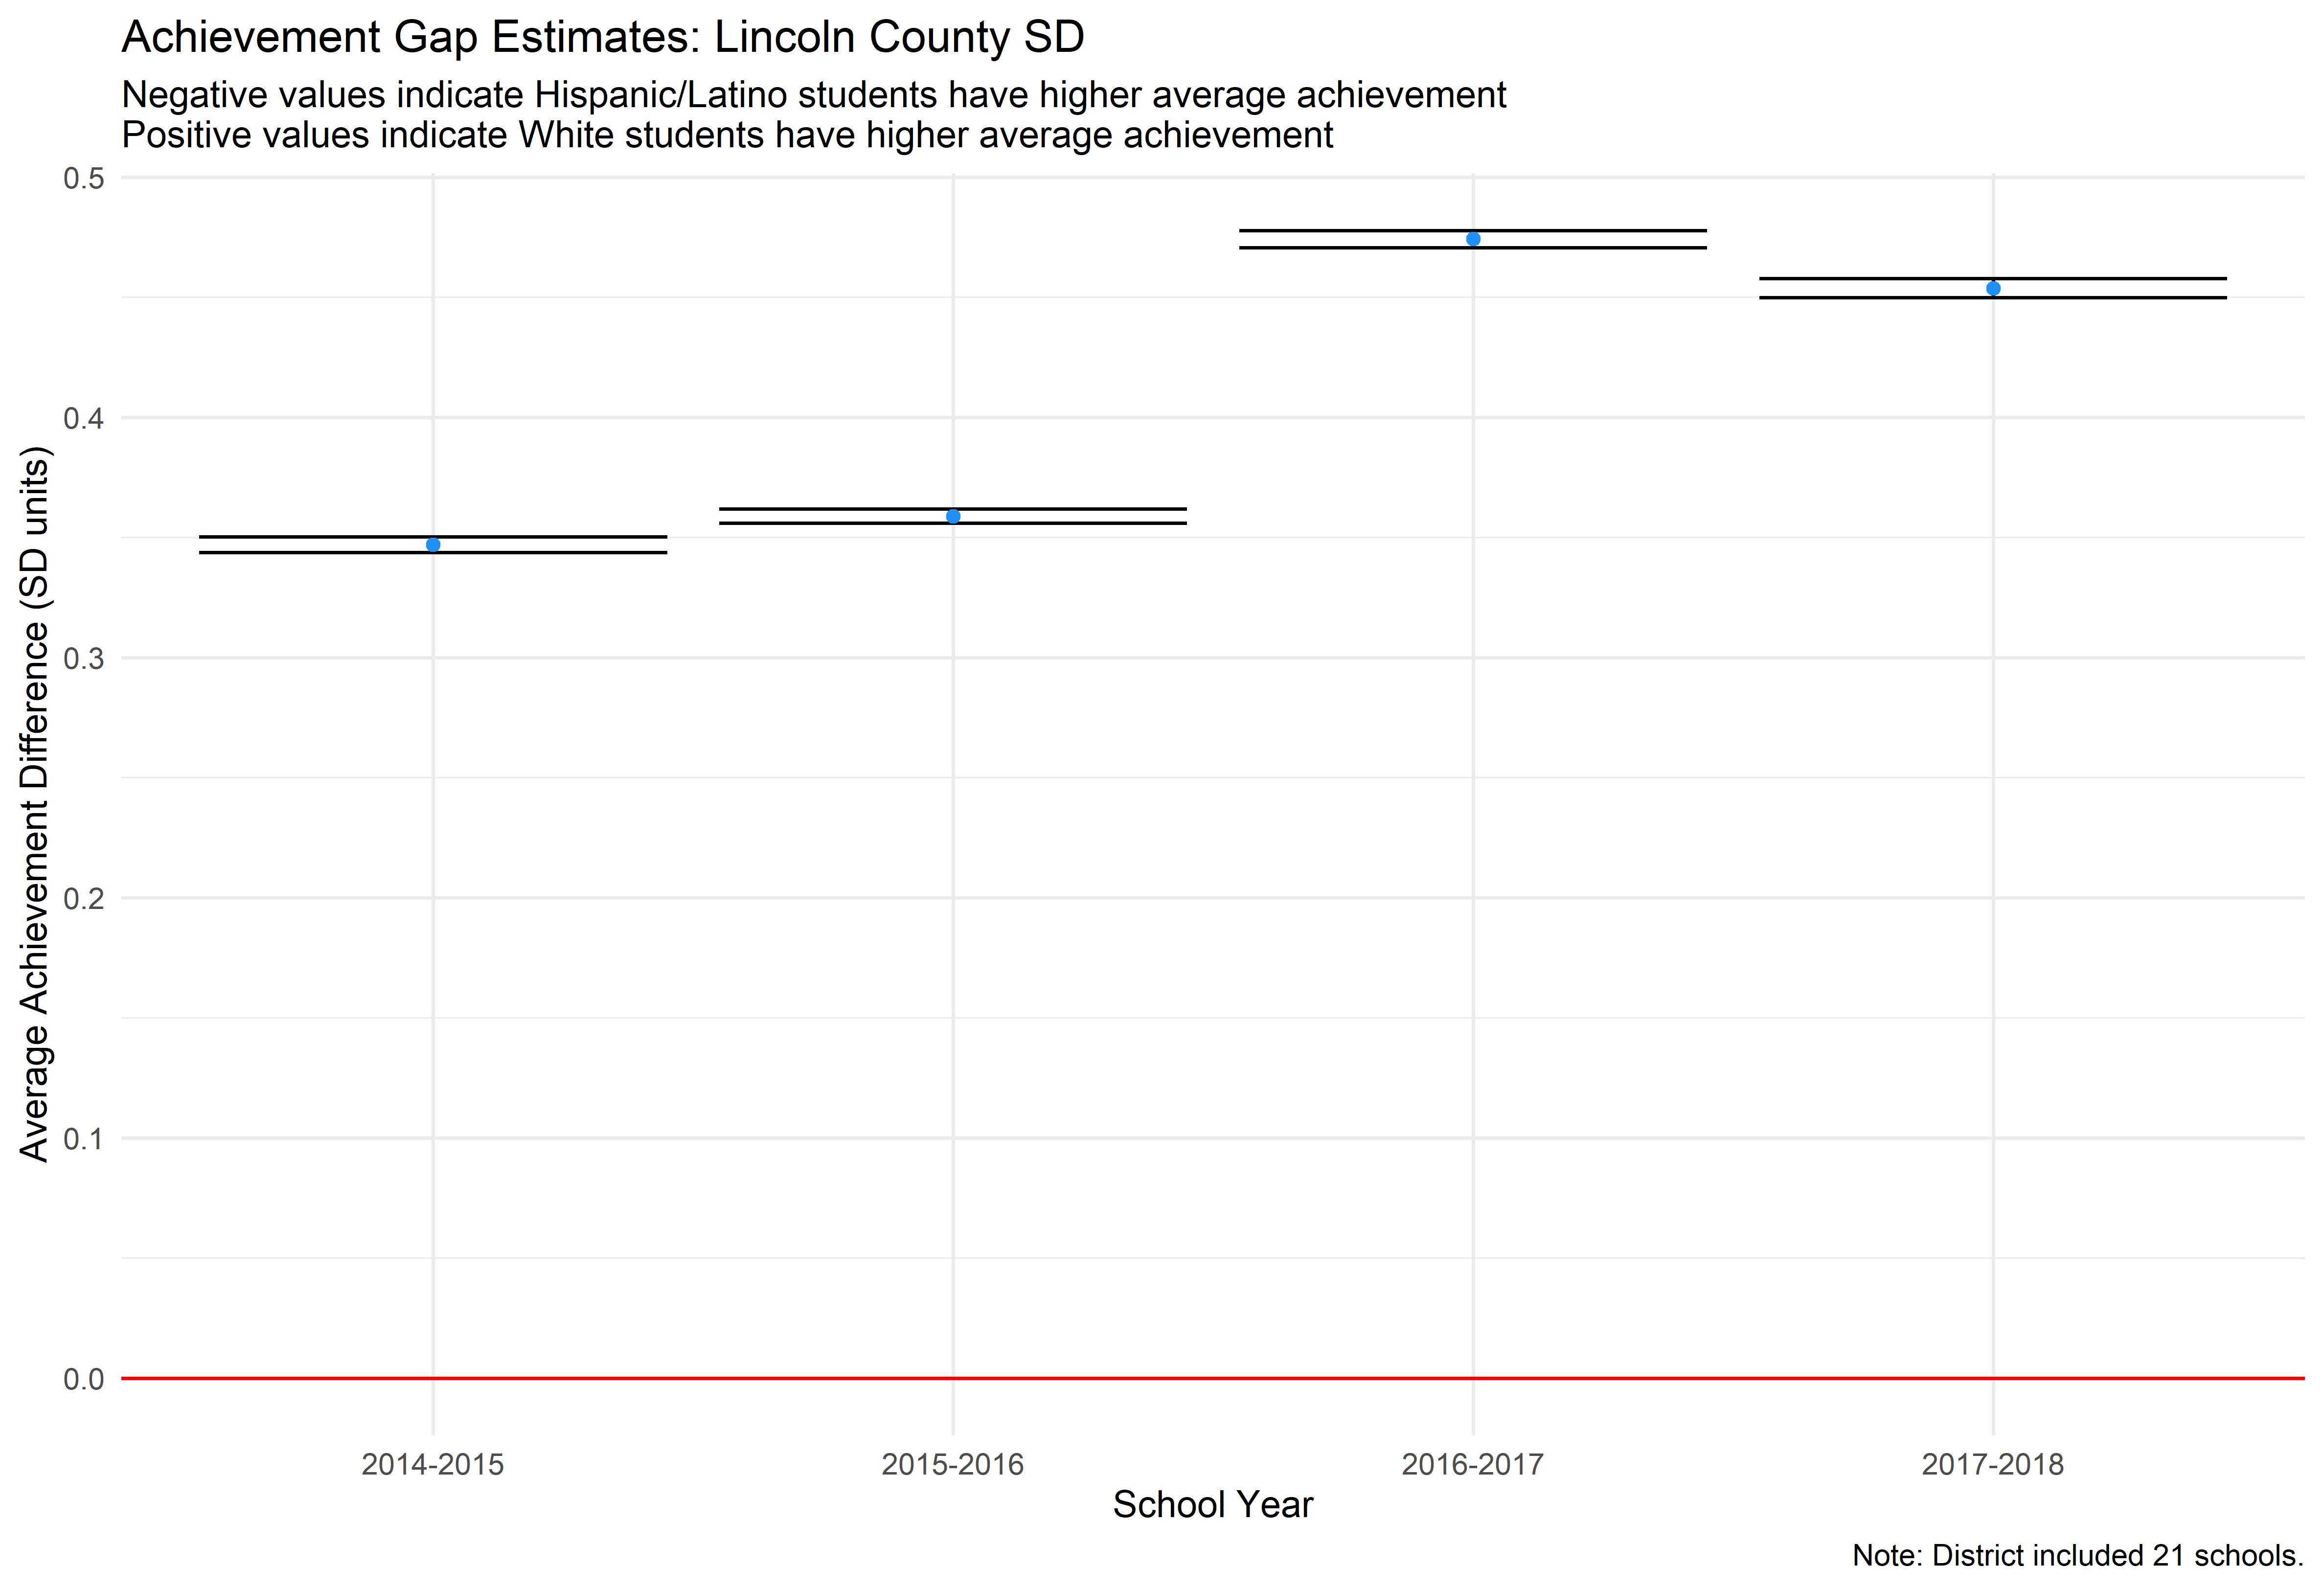 Achievement Gap Estimates: Lincoln County SD
Negative values indicate Hispanic/Latino students have higher average achievement
Positive values indicate White students have higher average achievement
Average Achievement Difference (SD units)
0.5
0.4
0.3
0.2
0.1
0.0
2014-2015
2015-2016
2016-2017
2017-2018
School Year
Note: District included 21 schools.